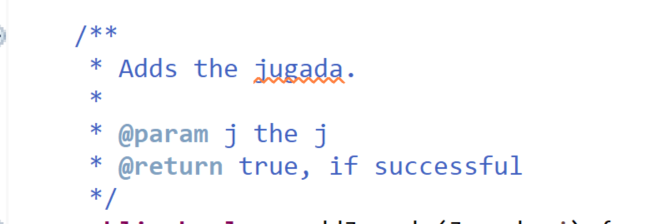 /**
* Adds the jugada.
*
* @param j the j
* @return true, if successful
*/